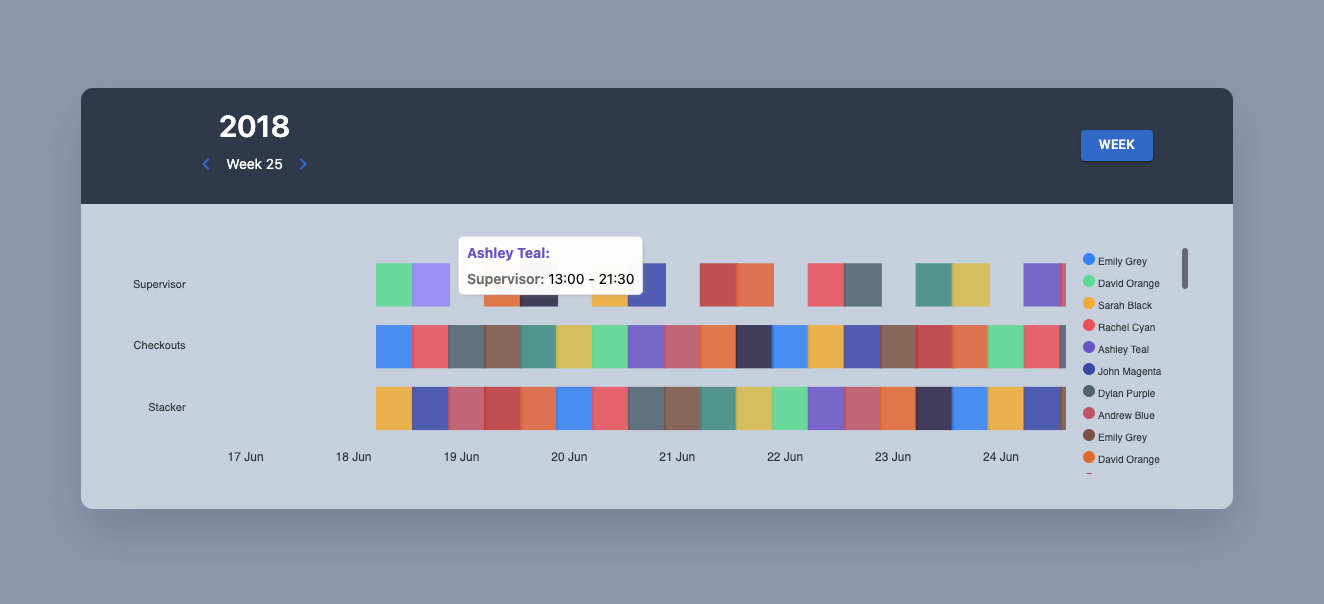 2018
Week 25
WEEK
Ashley Teal:
Supervisor: 13:00 - 21:30
Supervisor
Checkouts
Stacker
17 Jun
18 Jun
19 Jun
20 Jun
21 Jun
22 Jun
23 Jun
24 Jun
Emily Grey
David Orange
Sarah Black
Rachel Cyan
Ashley Teal
John Magenta
Dylan Purple
Andrew Blue
Emily Grey
David Orange